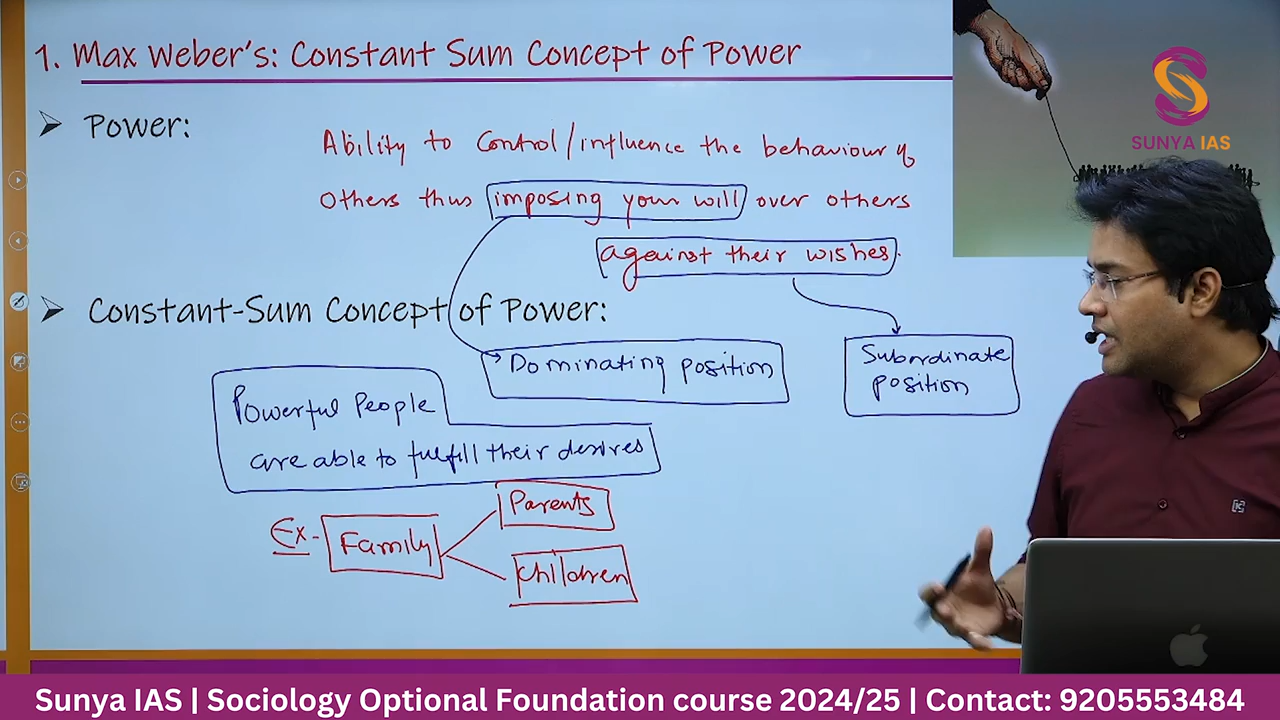 1. Max Weber's: Constant Sum Concept of Power
SUNYA IAS
➤ Power:
Ability to control/influence the behaviour of
others thus imposing your will over others
against their wishes.
➤ Constant-Sum Concept of Power:
Dominating position
Subordinate
position
Powerful People
are able to fulfill their desires
Ex- Family
Parents
children
Sunya IAS | Sociology Optional Foundation course 2024/25 | Contact: 9205553484